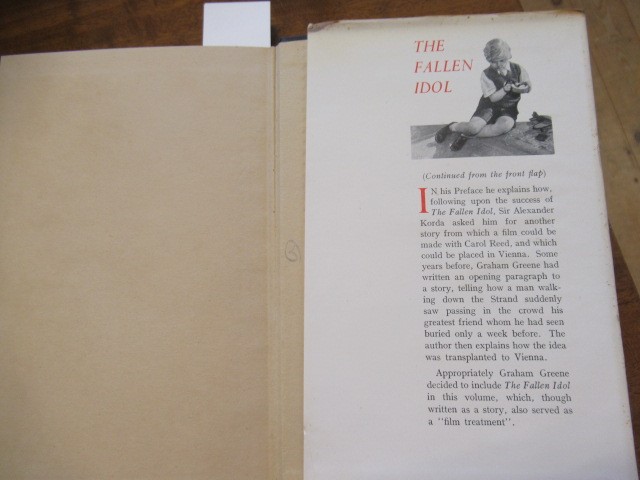 THE
FALLEN
IDOL
(Continued from the front flap)
IN his Preface he explains how,
following upon the success of
The Fallen Idol, Sir Alexander
Korda asked him for another
story from which a film could be
made with Carol Reed, and which
could be placed in Vienna. Some
years before, Graham Greene had
written an opening paragraph to
a story, telling how a man walk-
ing down the Strand suddenly
saw passing in the crowd his
greatest friend whom he had seen
buried only a week before. The
author then explains how the idea
was transplanted to Vienna.
Appropriately Graham Greene
decided to include The Fallen Idol
in this volume, which, though
written as a story, also served as
a "film treatment".